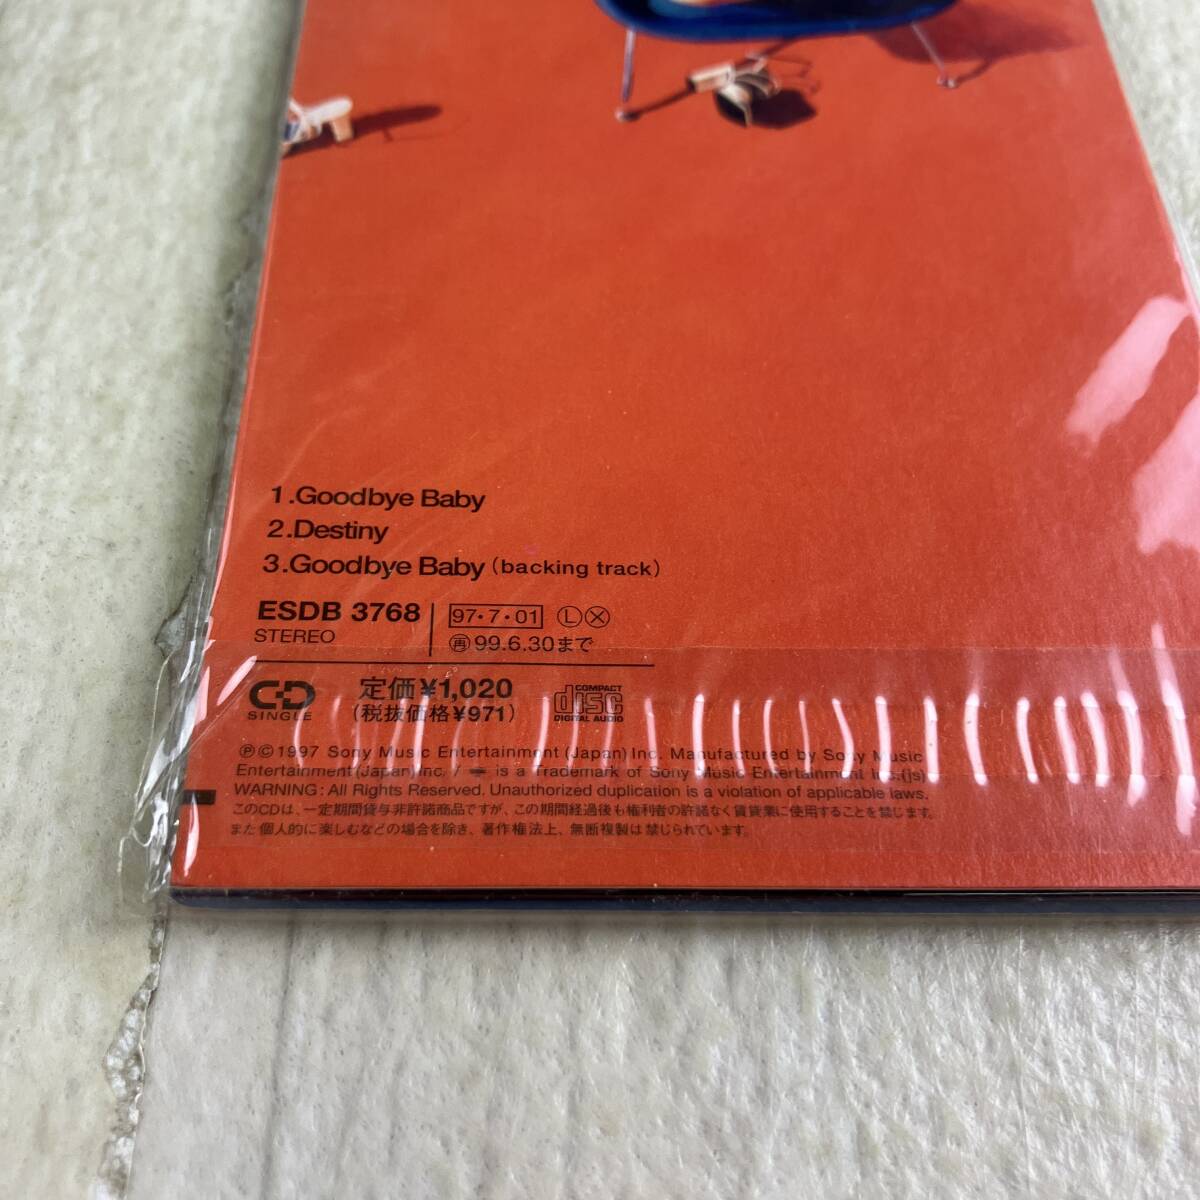 1.Goodbye Baby
2.Destiny
3.Goodbye Baby (backing track)
ESDB 3768
STEREO
97・7・01 Ⓛ Ⓧ
再 99.6.30まで
CD
SINGLE
定価¥1,020
(税抜価格¥971)
COMPACT
disc
DIGITAL AUDIO
ⓅⒸ1997 Sony Music Entertainment (Japan) Inc. Manufactured by Sony Music
Entertainment (Japan) Inc. / is a Trademark of Sony Music Entertainment Inc.(js)
WARNING : All Rights Reserved. Unauthorized duplication is a violation of applicable laws.
このCDは、一定期間貸与非許諾商品ですが、この期間経過後も権利者の許諾なく賃貸業に使用することを禁じます。
また個人的に楽しむなどの場合を除き、著作権法上、無断複製は禁じられています。